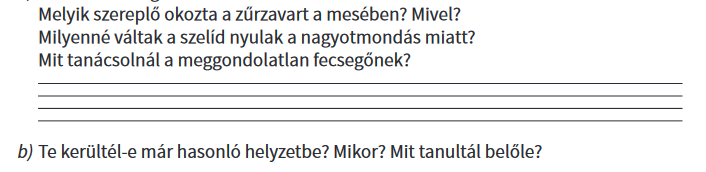 Melyik szereplő okozta a zűrzavart a mesében? Mivel?
Milyenné váltak a szelíd nyulak a nagyotmondás miatt?
Mit tanácsolnál a meggondolatlan fecsegőnek?
b) Te kerültél-e már hasonló helyzetbe? Mikor? Mit tanultál belőle?